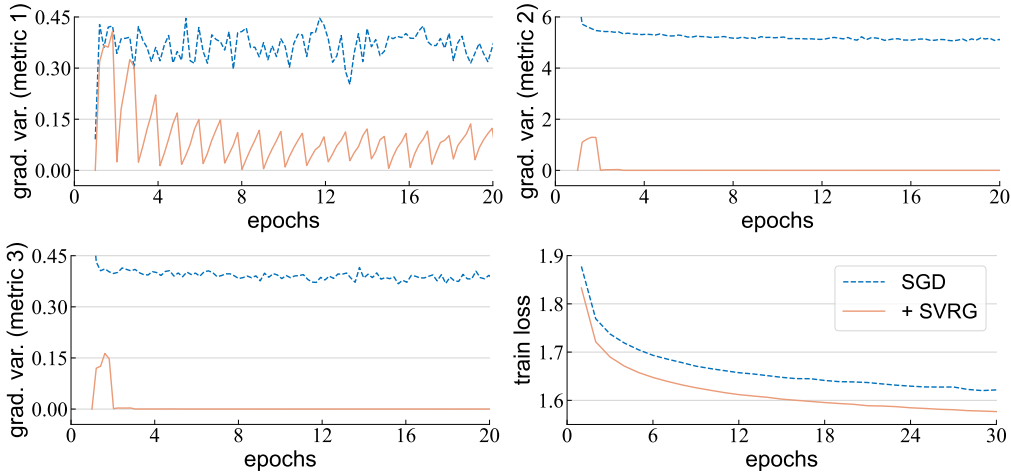 grad. var. (metric 1)
0.45
0.30
0.15
0.00
0 4 8 12 16 20
epochs
grad. var. (metric 2)
6
4
2
0
0 4 8 12 16 20
epochs
grad. var. (metric 3)
0.45
0.30
0.15
0.00
0 4 8 12 16 20
epochs
train loss
1.9
1.8
1.7
1.6
0 6 12 18 24 30
epochs
SGD
+ SVRG